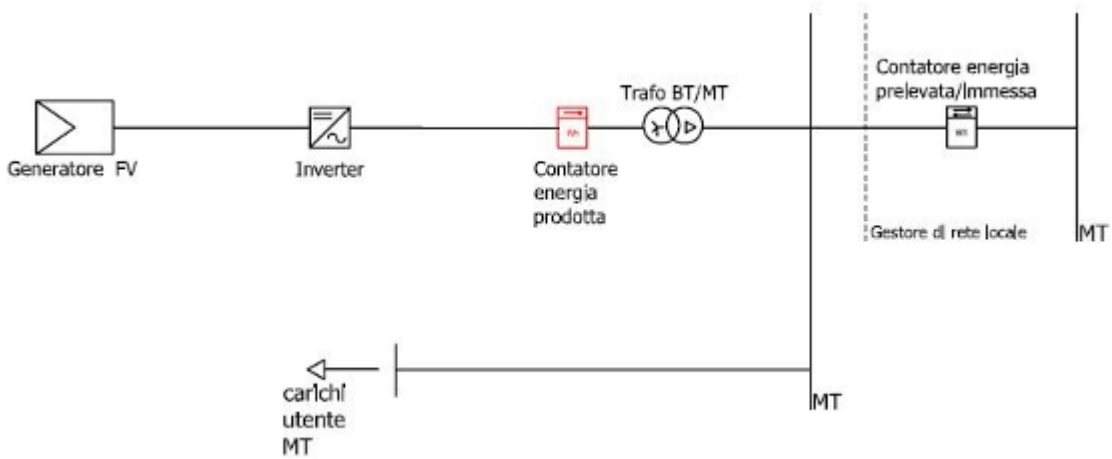 Trafo BT/MT
Contatore energia
prelevata/Immessa
Generatore FV
Inverter
Contatore
energia
prodotta
Gestore di rete locale
MT
carichi
utente
MT
MT